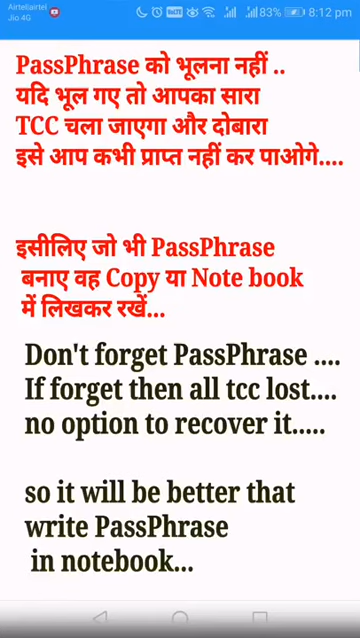 Airtellairtel
Jio 4G
83% 8:12 pm
PassPhrase को भूलना नहीं ..
यदि भूल गए तो आपका सारा
TCC चला जाएगा और दोबारा
इसे आप कभी प्राप्त नहीं कर पाओगे....
इसीलिए जो भी PassPhrase
बनाए वह Copy या Note book
में लिखकर रखें...
Don't forget PassPhrase ....
If forget then all tcc lost....
no option to recover it.....
so it will be better that
write PassPhrase
in notebook...